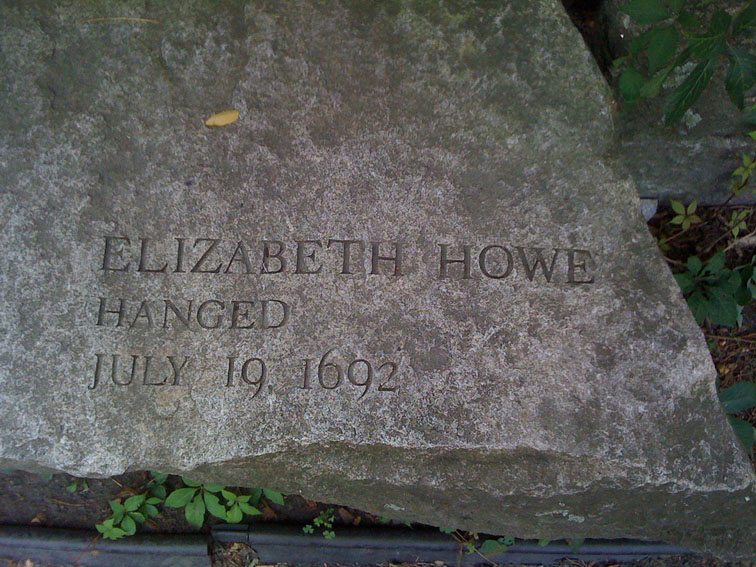 ELIZABETH HOWE
HANGED
JULY 19, 1692